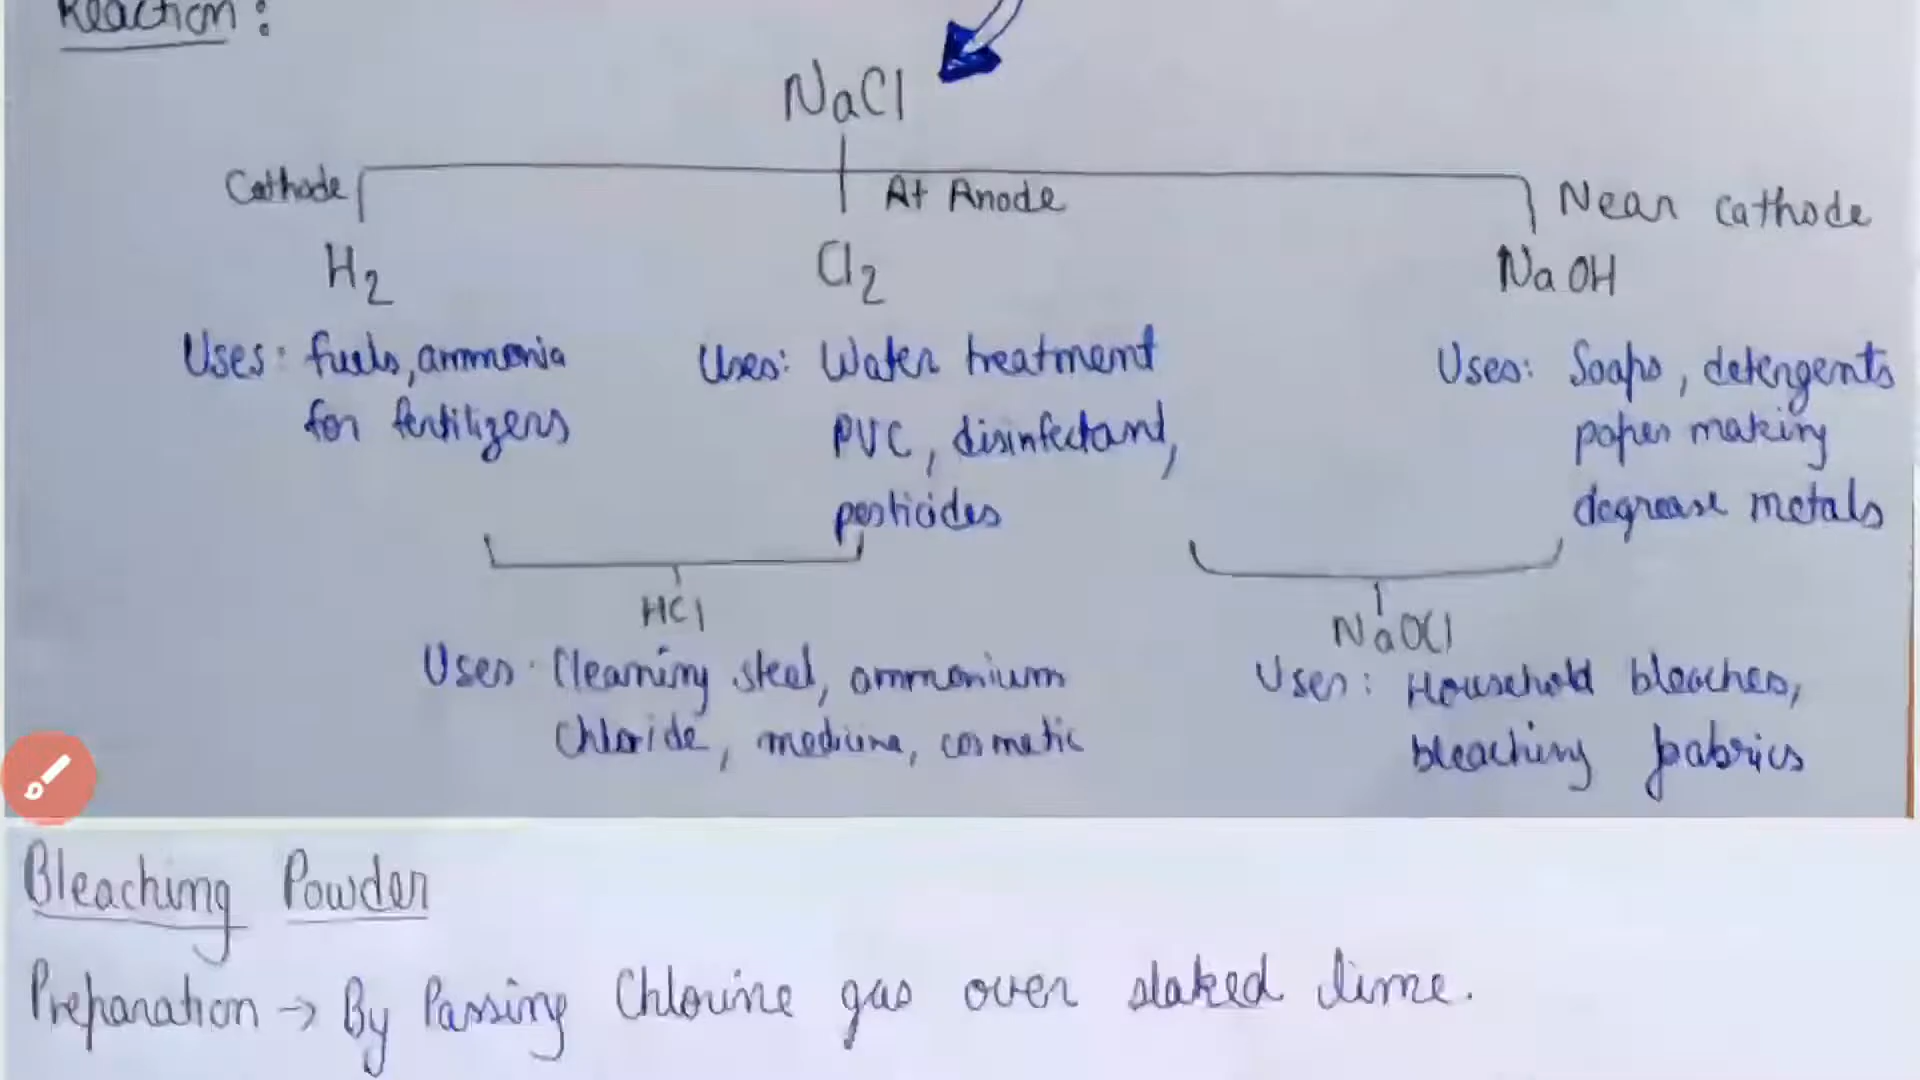 Reaction:
NaCl
Cathode
At Anode
Near cathode
H2
Cl2
NaOH
Uses: fuels, ammonia
for fertilizers
Uses: Water treatment
PVC, disinfectant,
pesticides
Uses: Soaps, detergents
paper making
degrease metals
HCl
Uses. Cleaning steel, ammonium
chloride, medicine, cosmetic
NaOCl
Uses: Household bleaches,
bleaching fabrics
Bleaching Powder
Preparation → By Passing Chlorine gas over slaked lime.